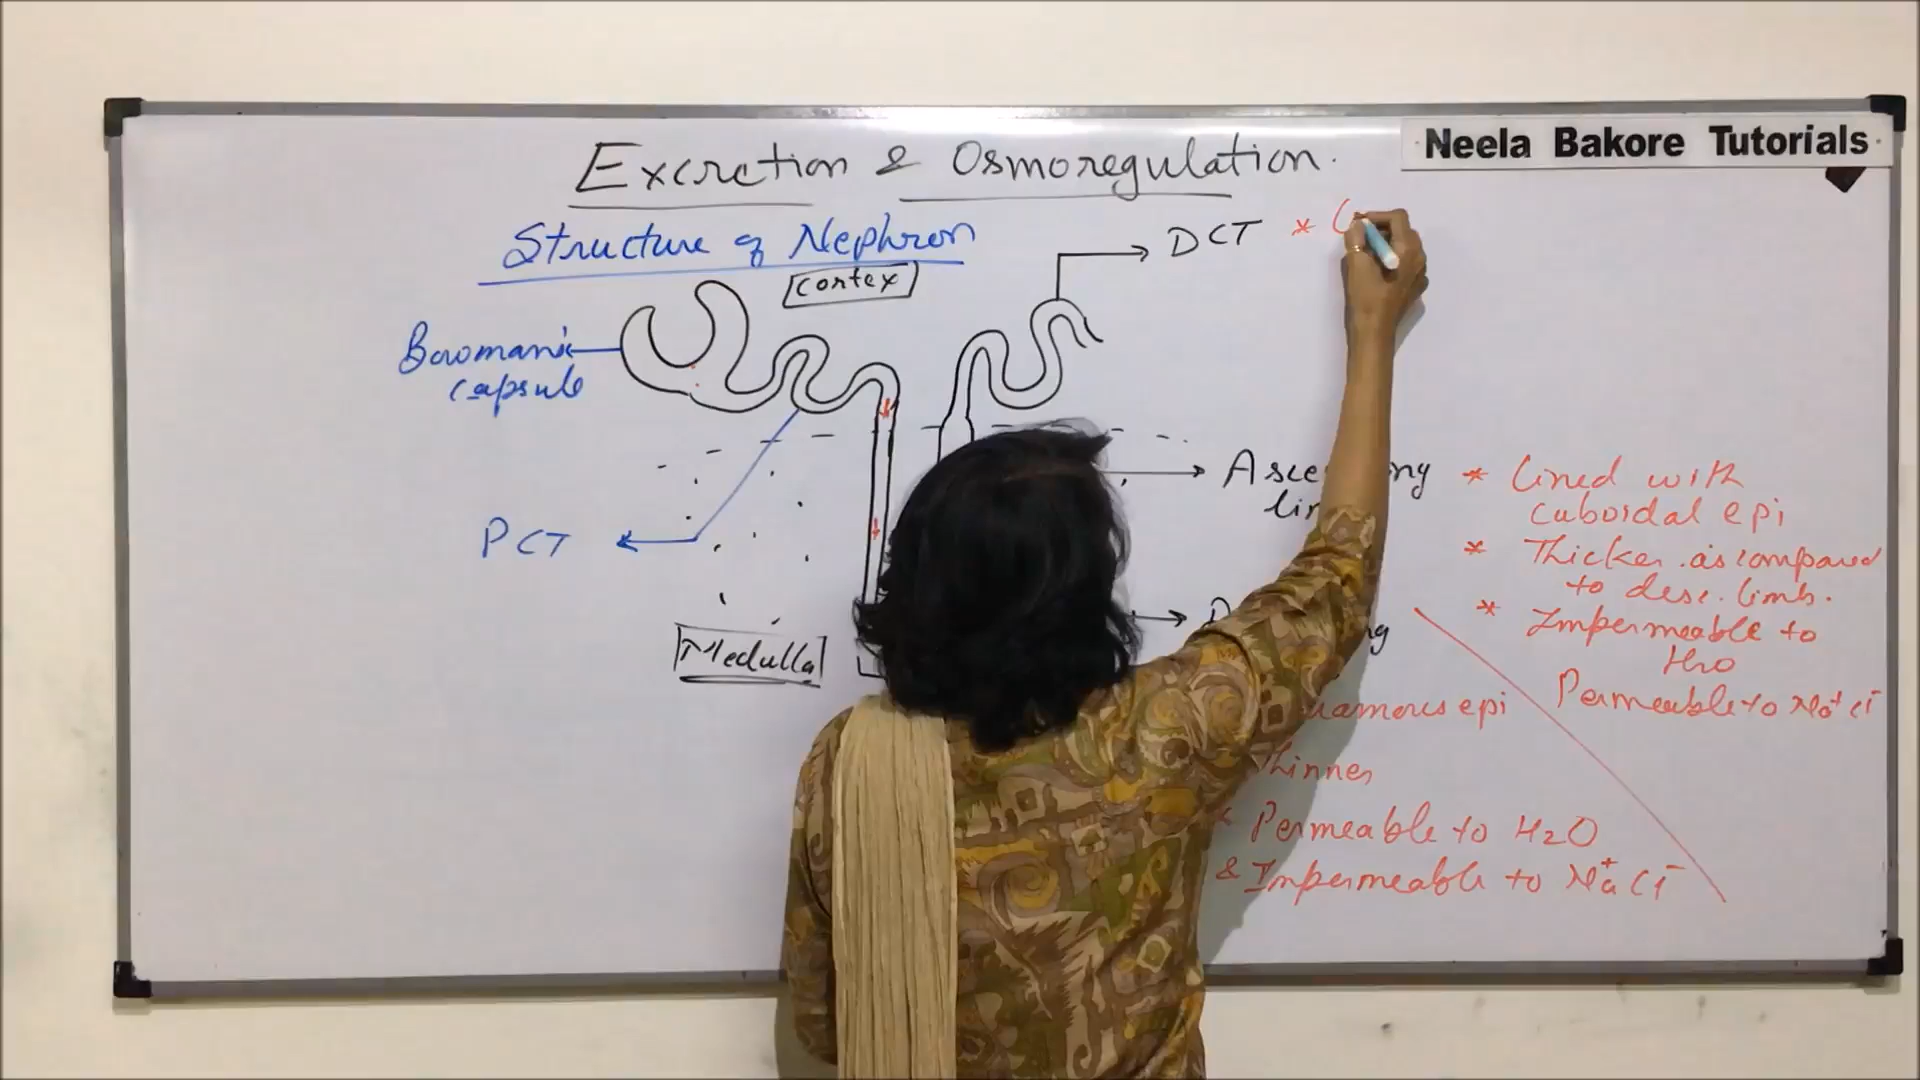 Neela Bakore Tutorials
Excretion & Osmoregulation.
Structure of Nephron
Cortex
DCT *
Bowman's
capsule
PCT
Medulla
* Lined with
cuboidal epi
* Thicker as compared
to desc. limb.
* Impermeable to
H2O
Permeable to Na+ Cl-
epi
Thinner
* Permeable to H2O
& Impermeable to Na+ Cl-